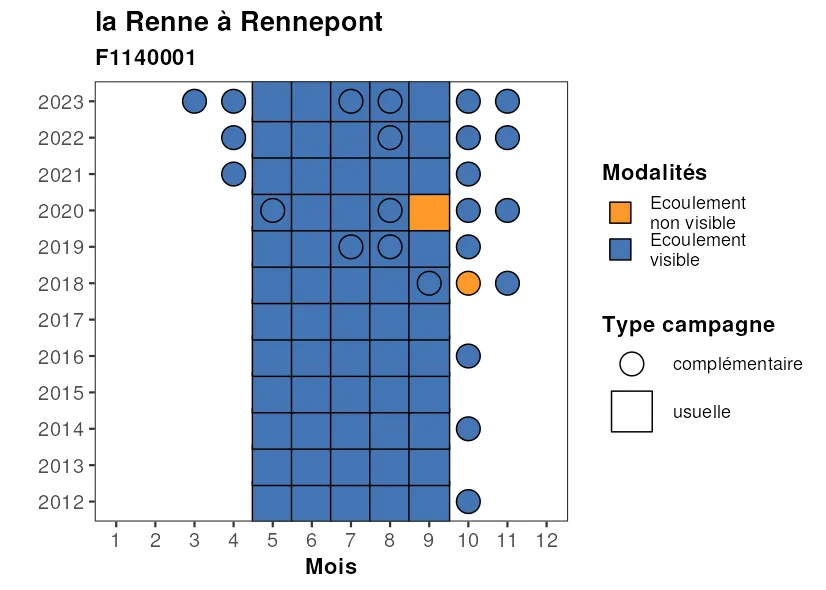 la Renne à Rennepont
F1140001
2023
2022
2021
2020
2019
2018
2017
2016
2015
2014
2013
2012
1 2 3 4 5 6 7 8 9 10 11 12
Mois
Modalités
Ecoulement
non visible
Ecoulement
visible
Type campagne
complémentaire
usuelle